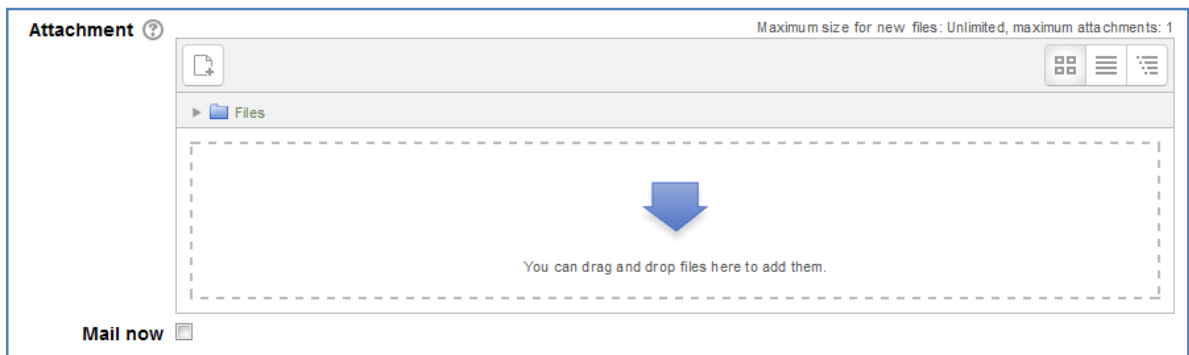 Attachment
Maximum size for new files: Unlimited, maximum attachments: 1
Files
You can drag and drop files here to add them.
Mail now